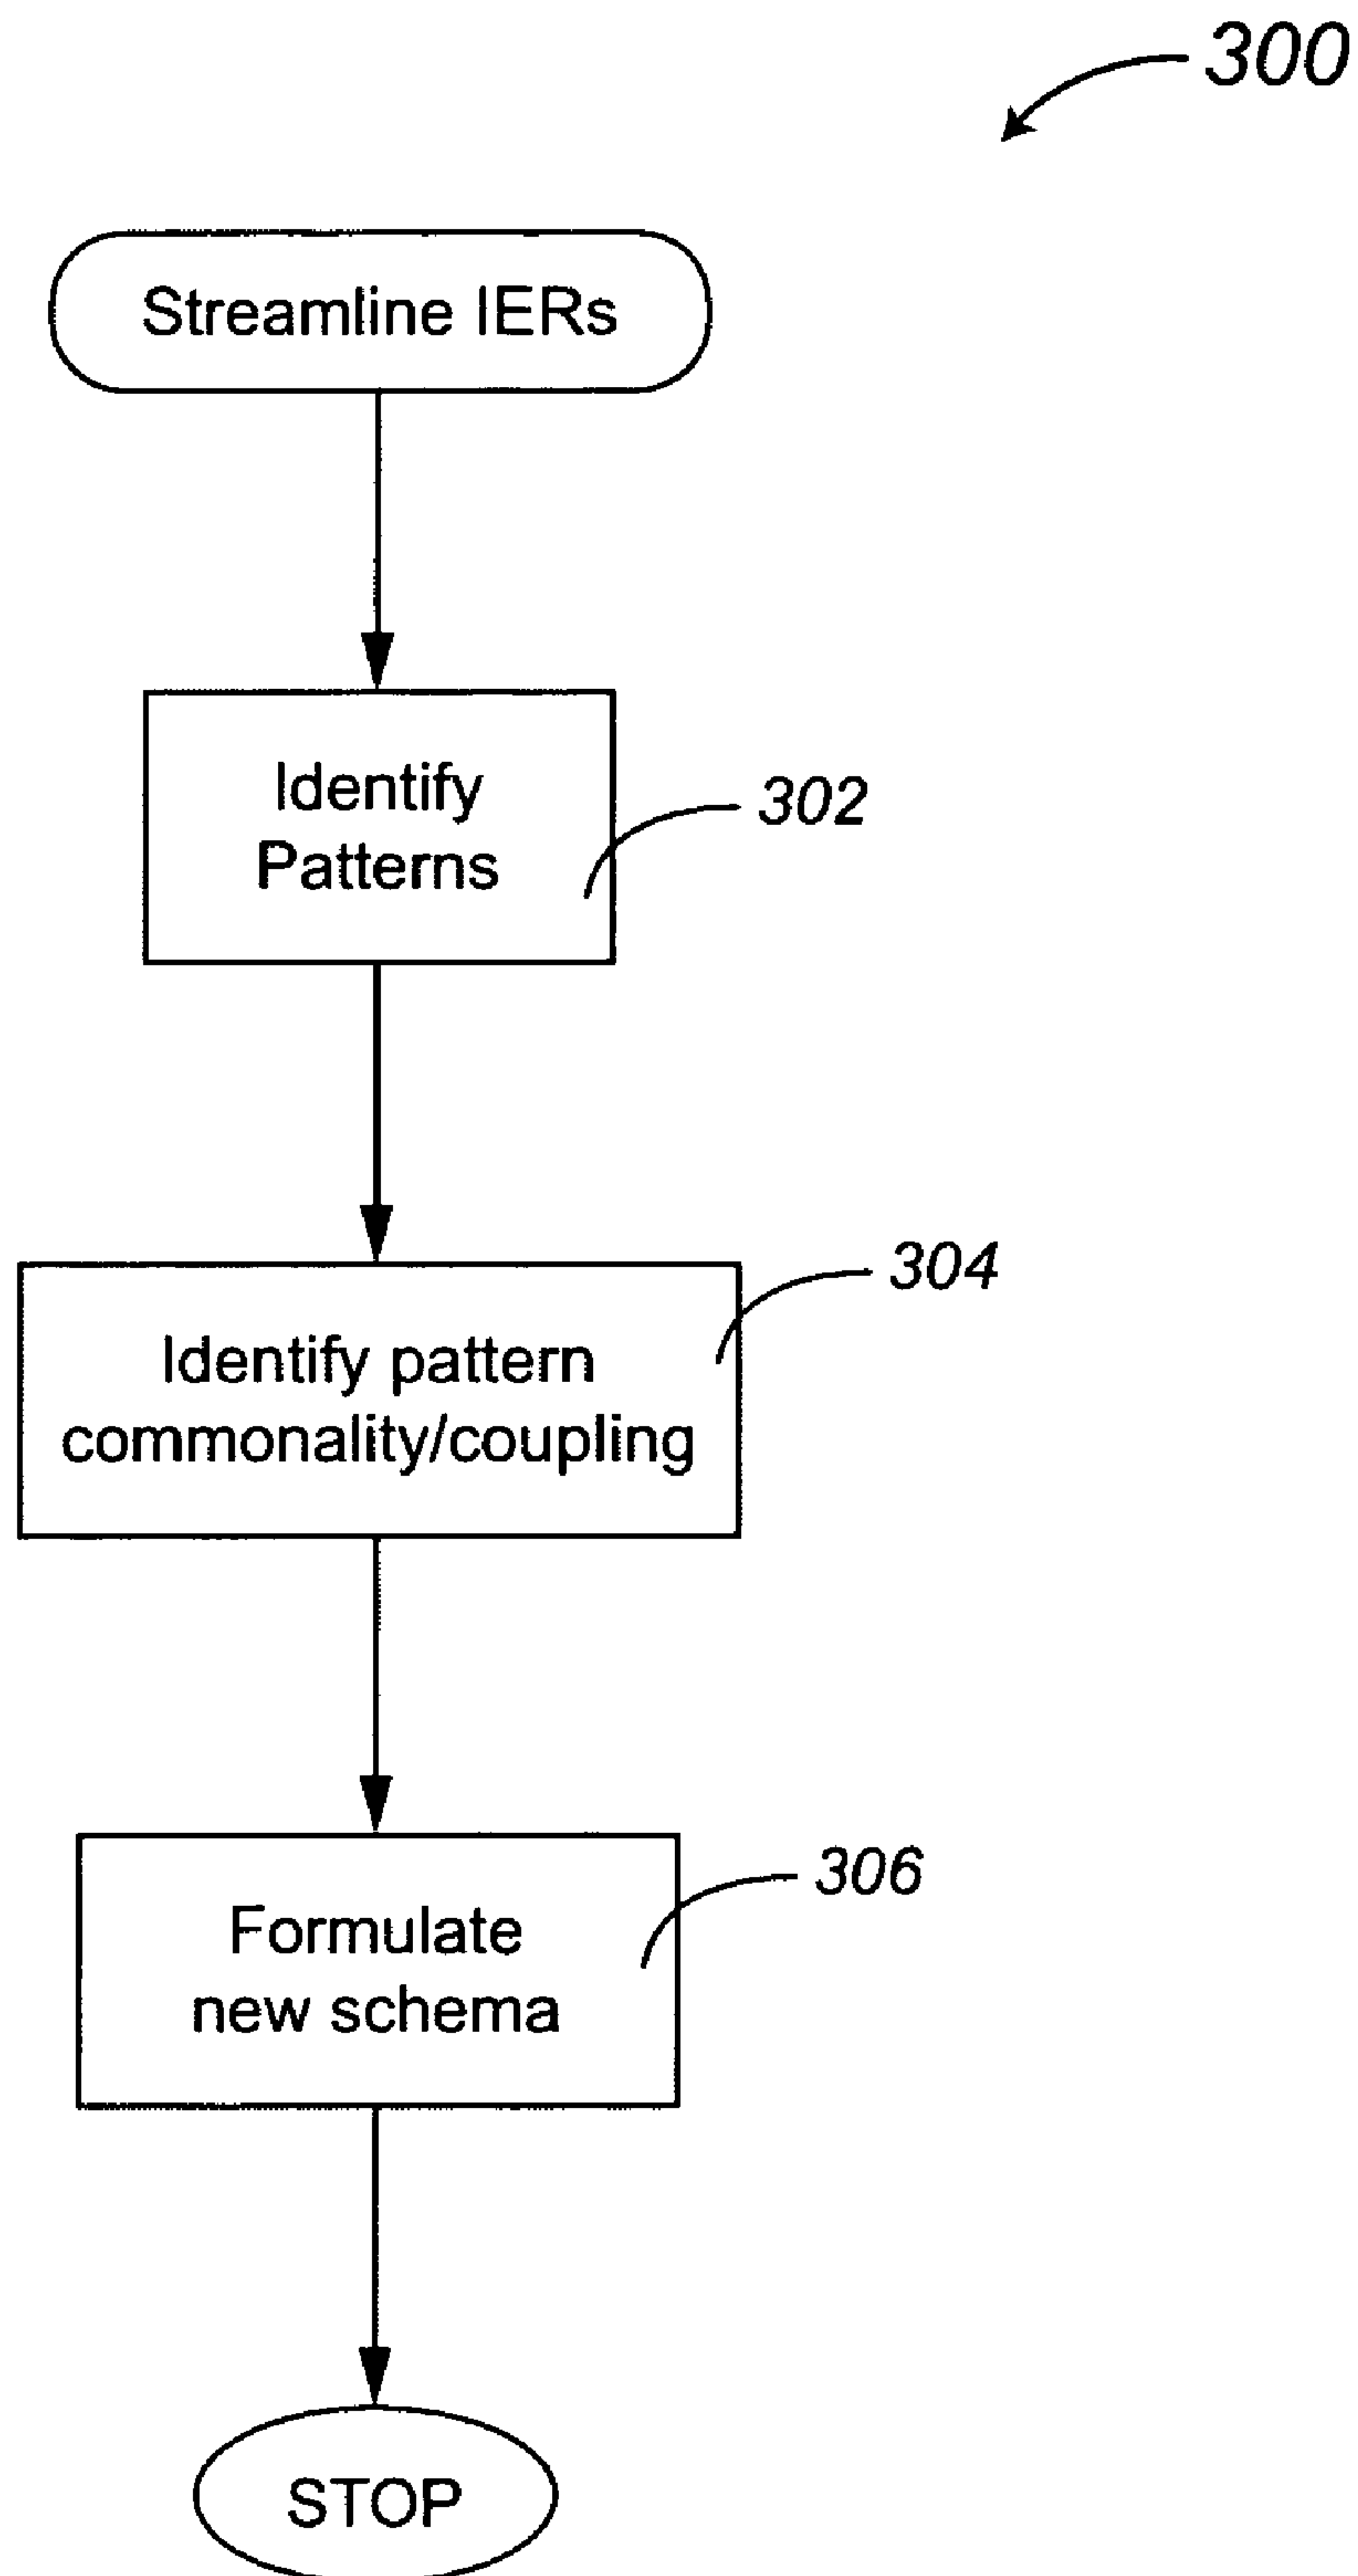 300
Streamline IERs
Identify
Patterns
302
304
Identify pattern
commonality/coupling
306
Formulate
new schema
STOP